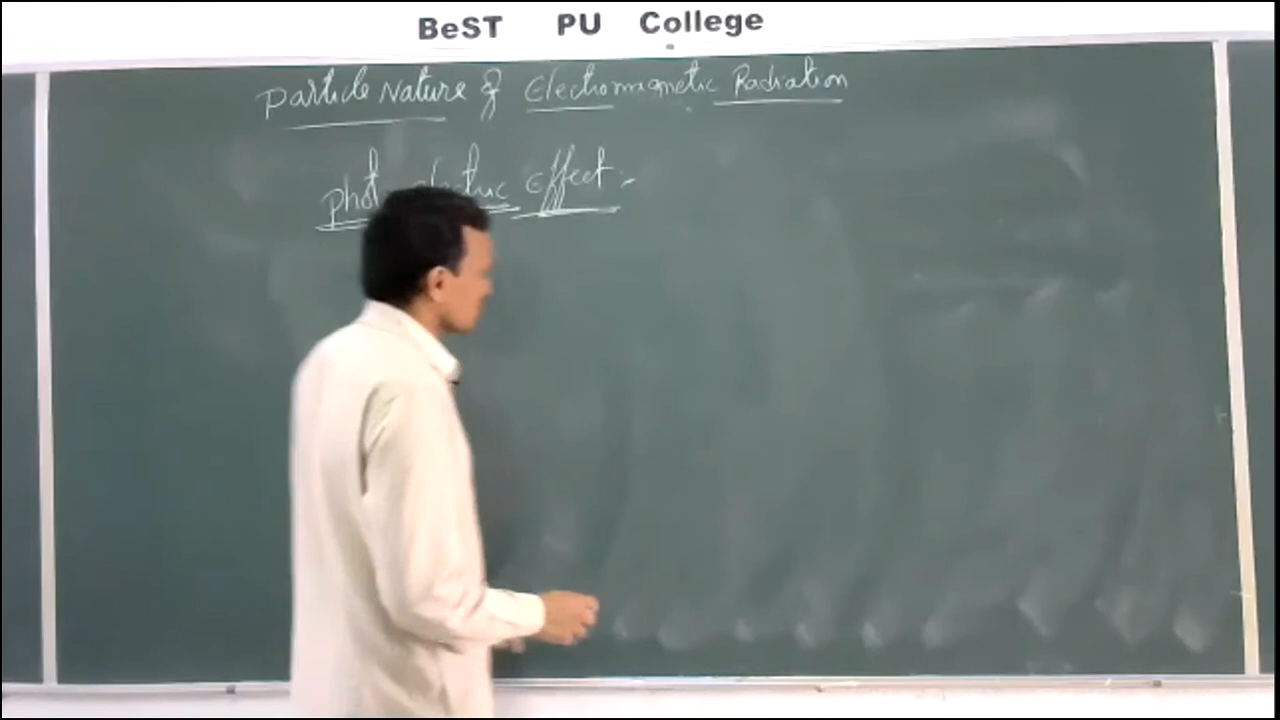 BeST PU College
Particle Nature of Electromagnetic Radiation
Effect :-